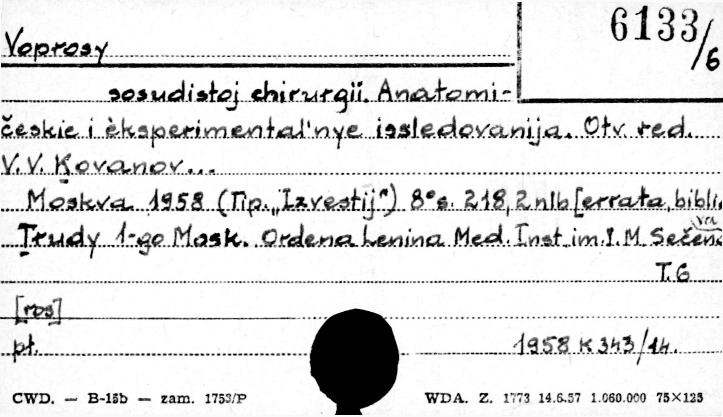 6133/6
Voprosy
sosudistoj chirurgii. Anatomi-
českie i èksperimental'nye issledovanija. Otv. red.
V.V. Kovanov...
Moskva 1958 (Tip. „Izvestij") 8° s. 218, 2 nlb [errata, bibli.
Trudy 1-go Mosk. Ordena Lenina Med. Inst. im. I.M. Sečeno
va
T. 6
[ros]
pł. 1958 K 343/14.
CWD. — B-15b — zam. 1753/P WDA. Z. 1773 14.6.57 1.060.000 75×125